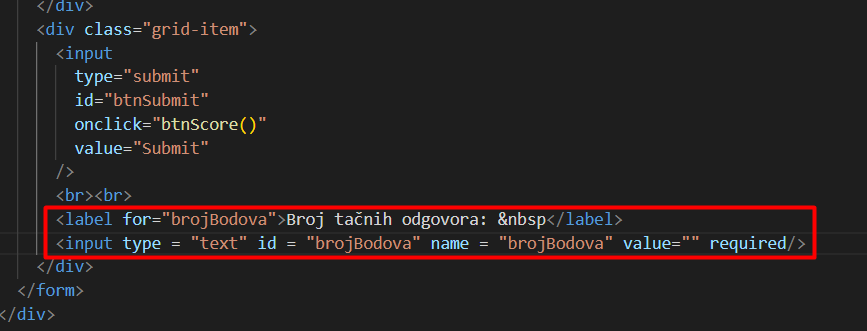 </div>
<div class="grid-item">
<input
type="submit"
id="btnSubmit"
onclick="btnScore()"
value="Submit"
/>
<br><br>
<label for="brojBodova">Broj tačnih odgovora: &nbsp</label>
<input type = "text" id = "brojBodova" name = "brojBodova" value="" required/>
</div>
</form>
</div>